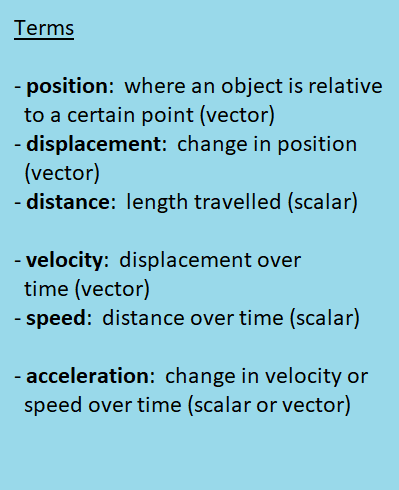 Terms
- position:  where an object is relative
to a certain point (vector)
- displacement:  change in position
(vector)
- distance:  length travelled (scalar)
- velocity:  displacement over
time (vector)
- speed:  distance over time (scalar)
- acceleration:  change in velocity or
speed over time (scalar or vector)